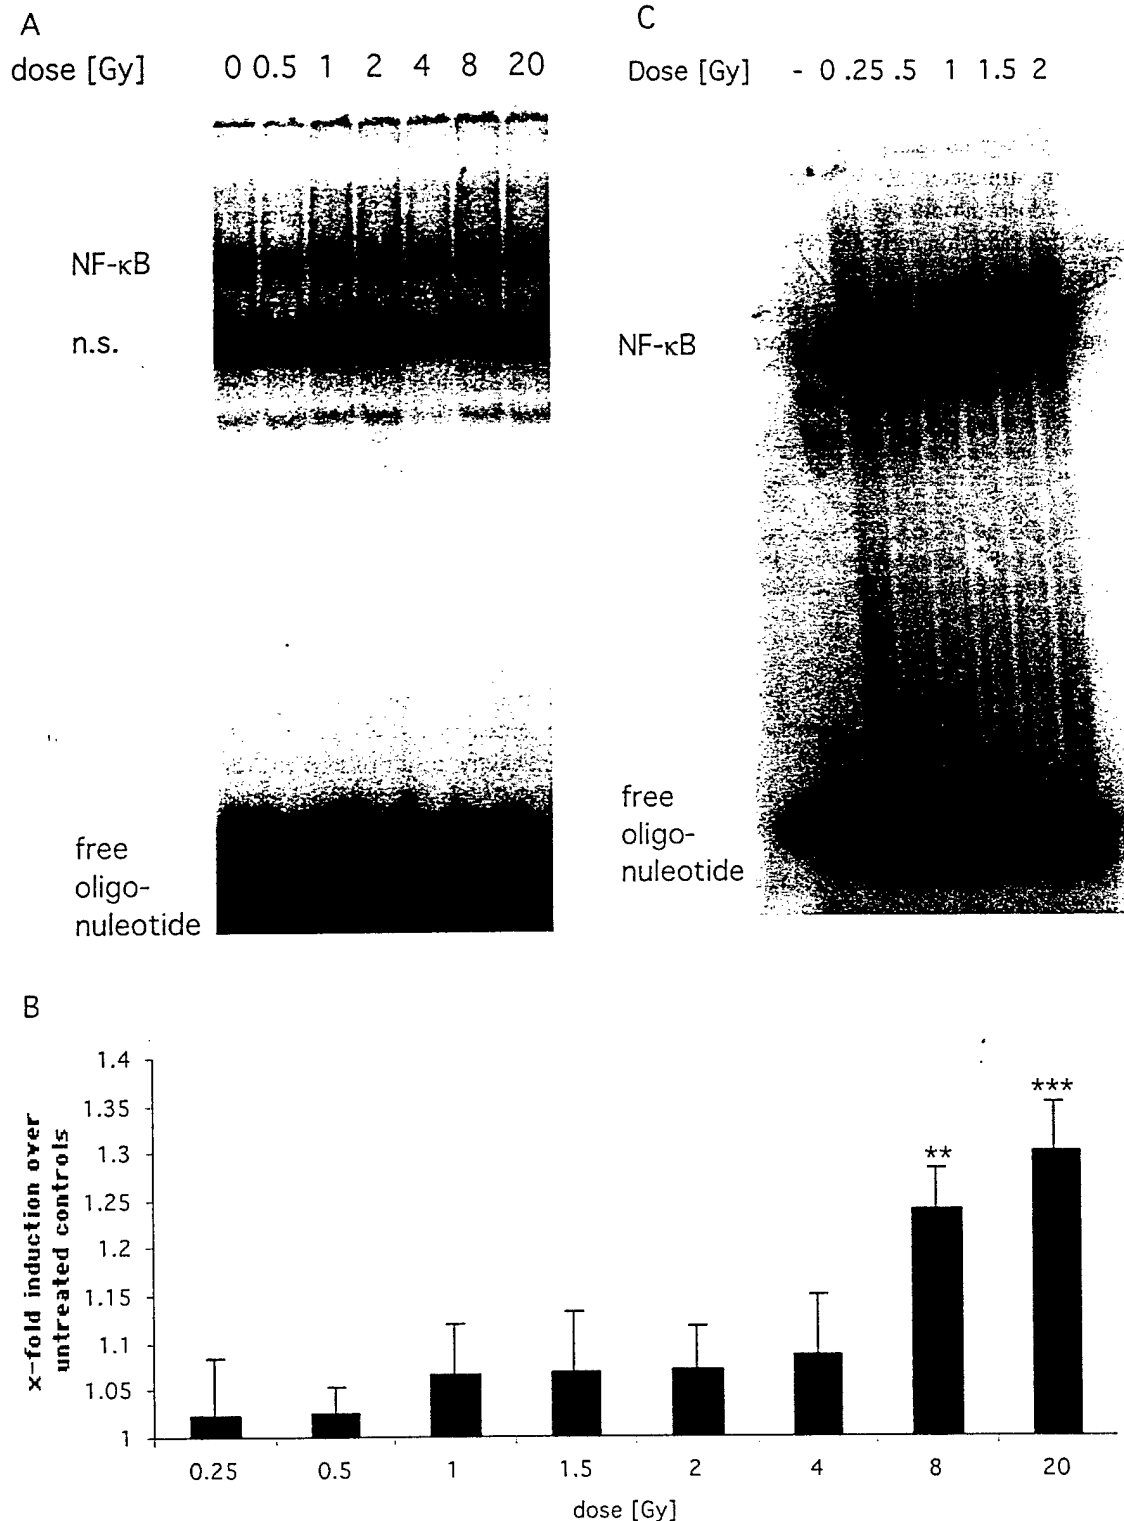 A
dose [Gy] 0 0.5 1 2 4 8 20
NF-κB
n.s.
free
oligo-
nuleotide
C
Dose [Gy] - 0 .25 .5 1 1.5 2
NF-κB
free
oligo-
nuleotide
B
x-fold induction over
untreated controls
1.4
1.35
1.3
1.25
1.2
1.15
1.1
1.05
1
**
***
0.25 0.5 1 1.5 2 4 8 20
dose [Gy]